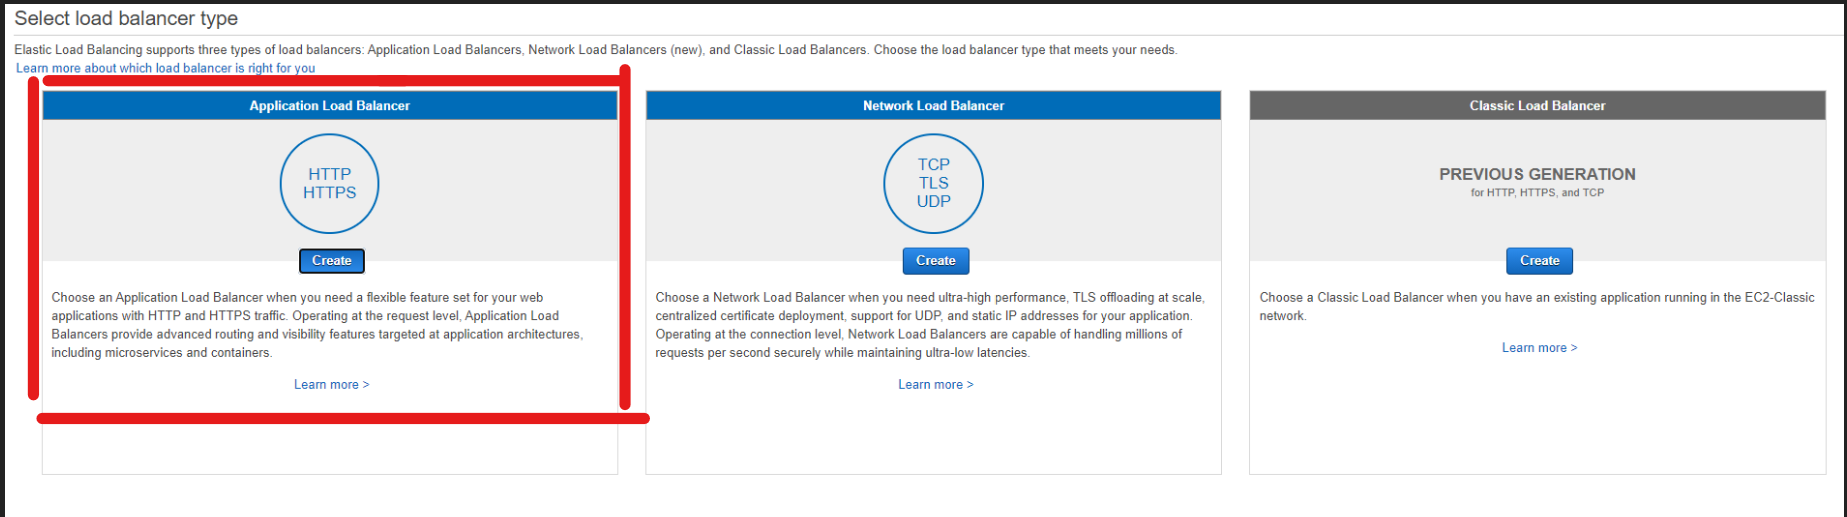 Select load balancer type
Elastic Load Balancing supports three types of load balancers: Application Load Balancers, Network Load Balancers (new), and Classic Load Balancers. Choose the load balancer type that meets your needs.
Learn more about which load balancer is right for you
Application Load Balancer
HTTP
HTTPS
Create
Choose an Application Load Balancer when you need a flexible feature set for your web
applications with HTTP and HTTPS traffic. Operating at the request level, Application Load
Balancers provide advanced routing and visibility features targeted at application architectures,
including microservices and containers.
Learn more >
Network Load Balancer
TCP
TLS
UDP
Create
Choose a Network Load Balancer when you need ultra-high performance, TLS offloading at scale,
centralized certificate deployment, support for UDP, and static IP addresses for your application.
Operating at the connection level, Network Load Balancers are capable of handling millions of
requests per second securely while maintaining ultra-low latencies.
Learn more >
Classic Load Balancer
PREVIOUS GENERATION
for HTTP, HTTPS, and TCP
Create
Choose a Classic Load Balancer when you have an existing application running in the EC2-Classic
network.
Learn more >